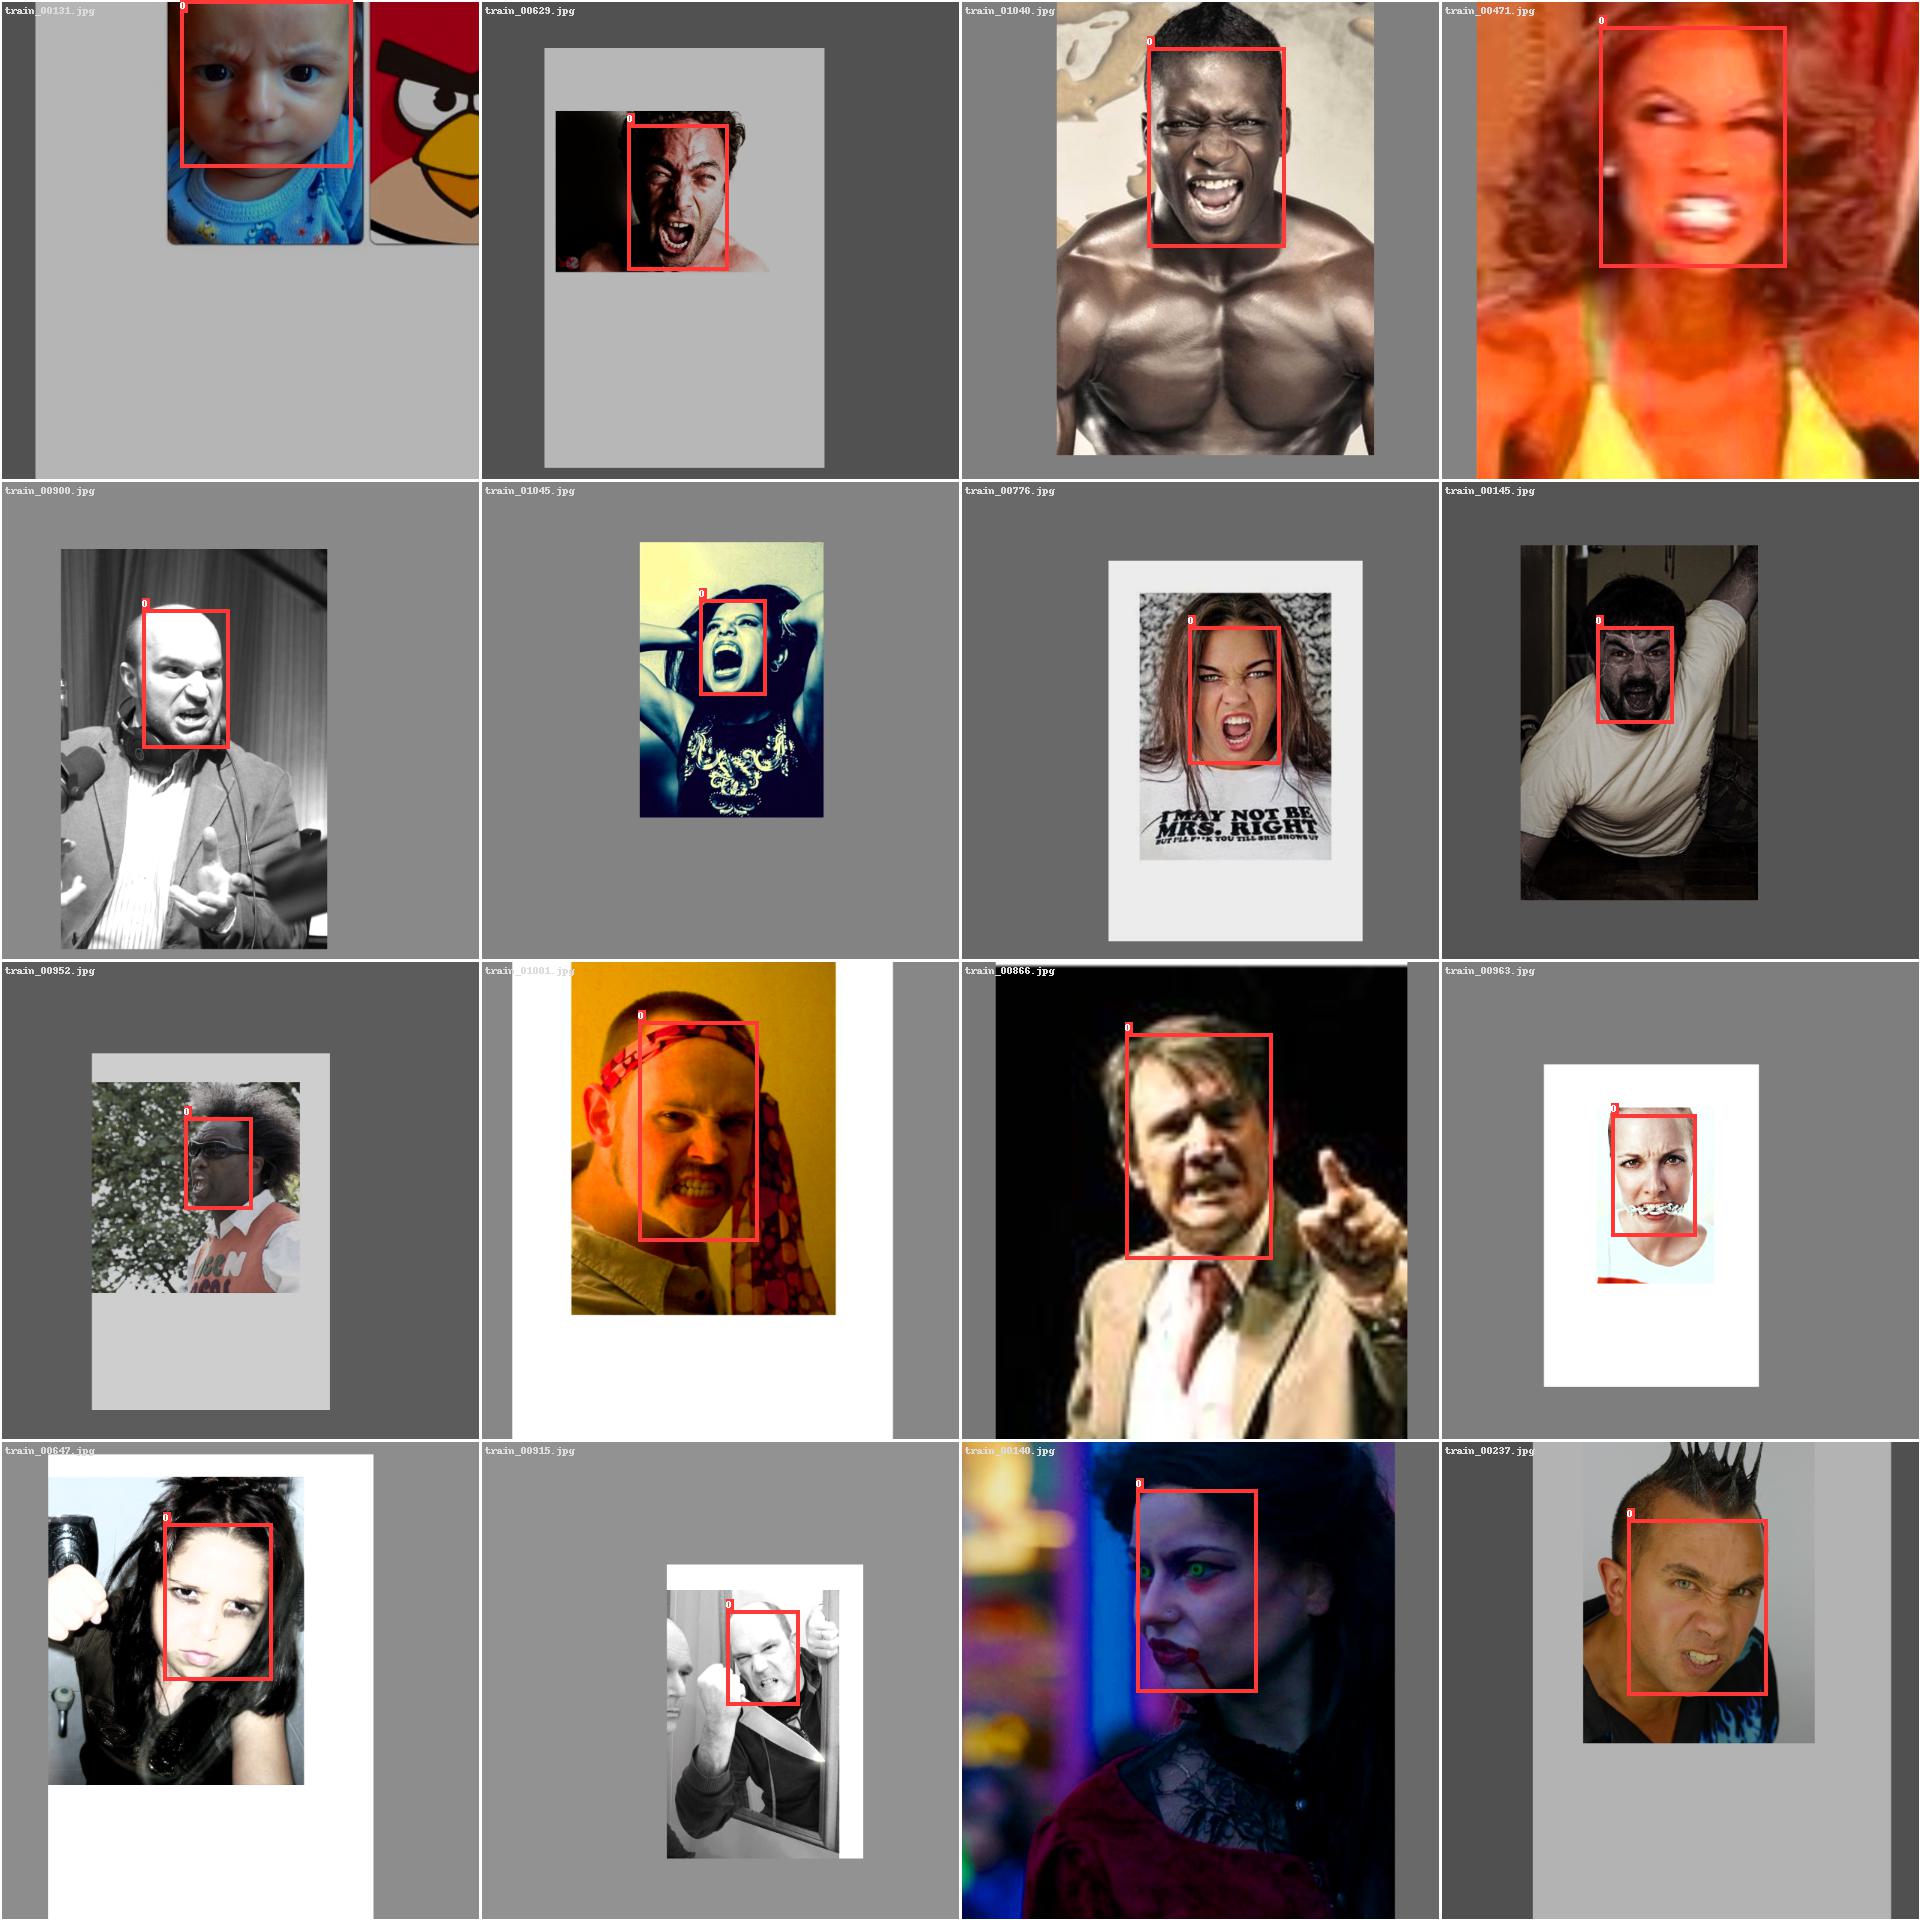 train_00131.jpg
train_00629.jpg
train_01040.jpg
train_00471.jpg
0
0
0
0
train_00900.jpg
train_01045.jpg
train_00776.jpg
train_00145.jpg
0
0
0
0
I MAY NOT BE
MRS. RIGHT
BUT I'LL F**K YOU TILL SHE SHOWS UP
train_00952.jpg
train_01001.jpg
train_00866.jpg
train_00963.jpg
0
0
0
0
train_00647.jpg
train_00915.jpg
train_00140.jpg
train_00237.jpg
0
0
0
0